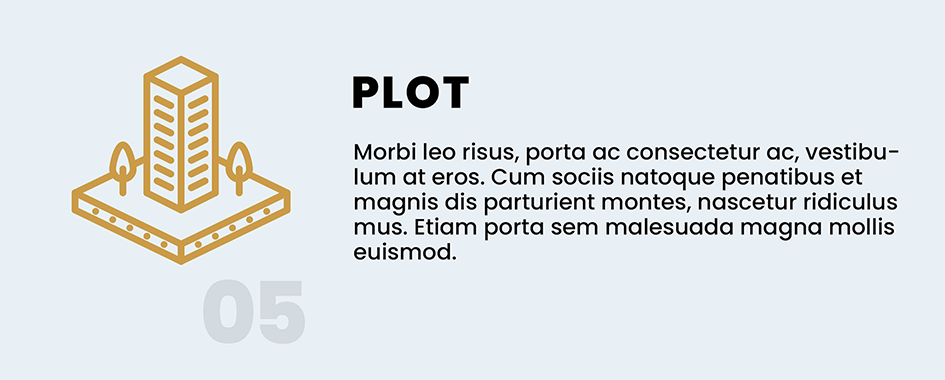 PLOT
Morbi leo risus, porta ac consectetur ac, vestibu-
lum at eros. Cum sociis natoque penatibus et
magnis dis parturient montes, nascetur ridiculus
mus. Etiam porta sem malesuada magna mollis
euismod.
05